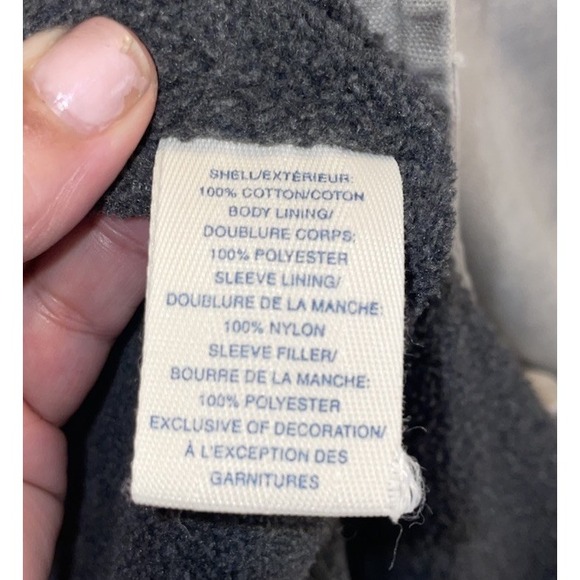 SHELL/EXTÉRIEUR:
100% COTTON/COTON
BODY LINING/
DOUBLURE CORPS:
100% POLYESTER
SLEEVE LINING/
DOUBLURE DE LA MANCHE:
100% NYLON
SLEEVE FILLER/
BOURRE DE LA MANCHE:
100% POLYESTER
EXCLUSIVE OF DECORATION/
À L'EXCEPTION DES
GARNITURES